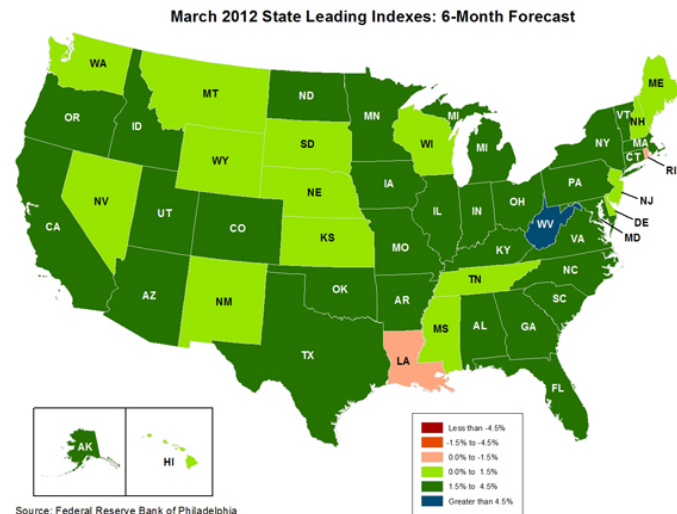 March 2012 State Leading Indexes: 6-Month Forecast
WA
MT
ND
MN
ME
OR
ID
WY
SD
WI
MI
MI
NY
VT
NH
MA
CT
RI
NV
UT
CO
NE
KS
IA
IL
IN
OH
PA
NJ
DE
MD
WV
VA
CA
AZ
NM
OK
MO
AR
KY
TN
NC
SC
TX
LA
MS
AL
GA
FL
AK
HI
Less than -4.5%
-1.5% to -4.5%
0.0% to -1.5%
0.0% to 1.5%
1.5% to 4.5%
Greater than 4.5%
Source: Federal Reserve Bank of Philadelphia